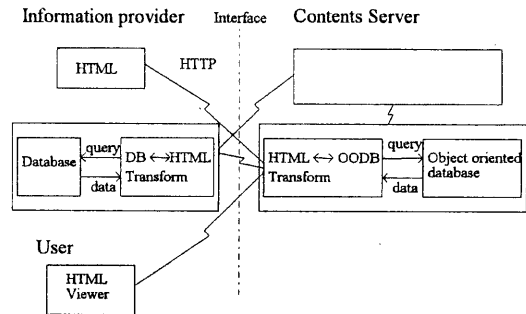 Information provider
Interface
Contents Server
HTML
HTTP
Database
query
data
DB ↔ HTML
Transform
HTML ↔ OODB
Transform
query
data
Object oriented
database
User
HTML
Viewer